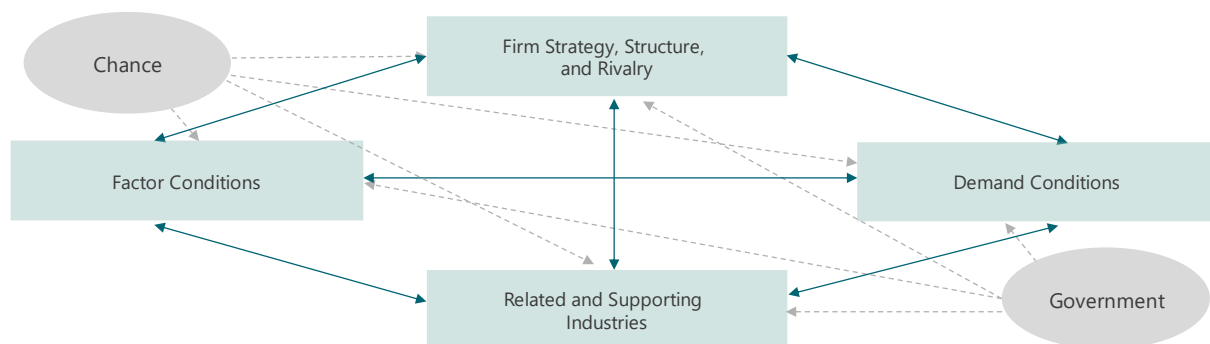 Firm Strategy, Structure,
and Rivalry
Chance
Factor Conditions
Demand Conditions
Related and Supporting
Industries
Government